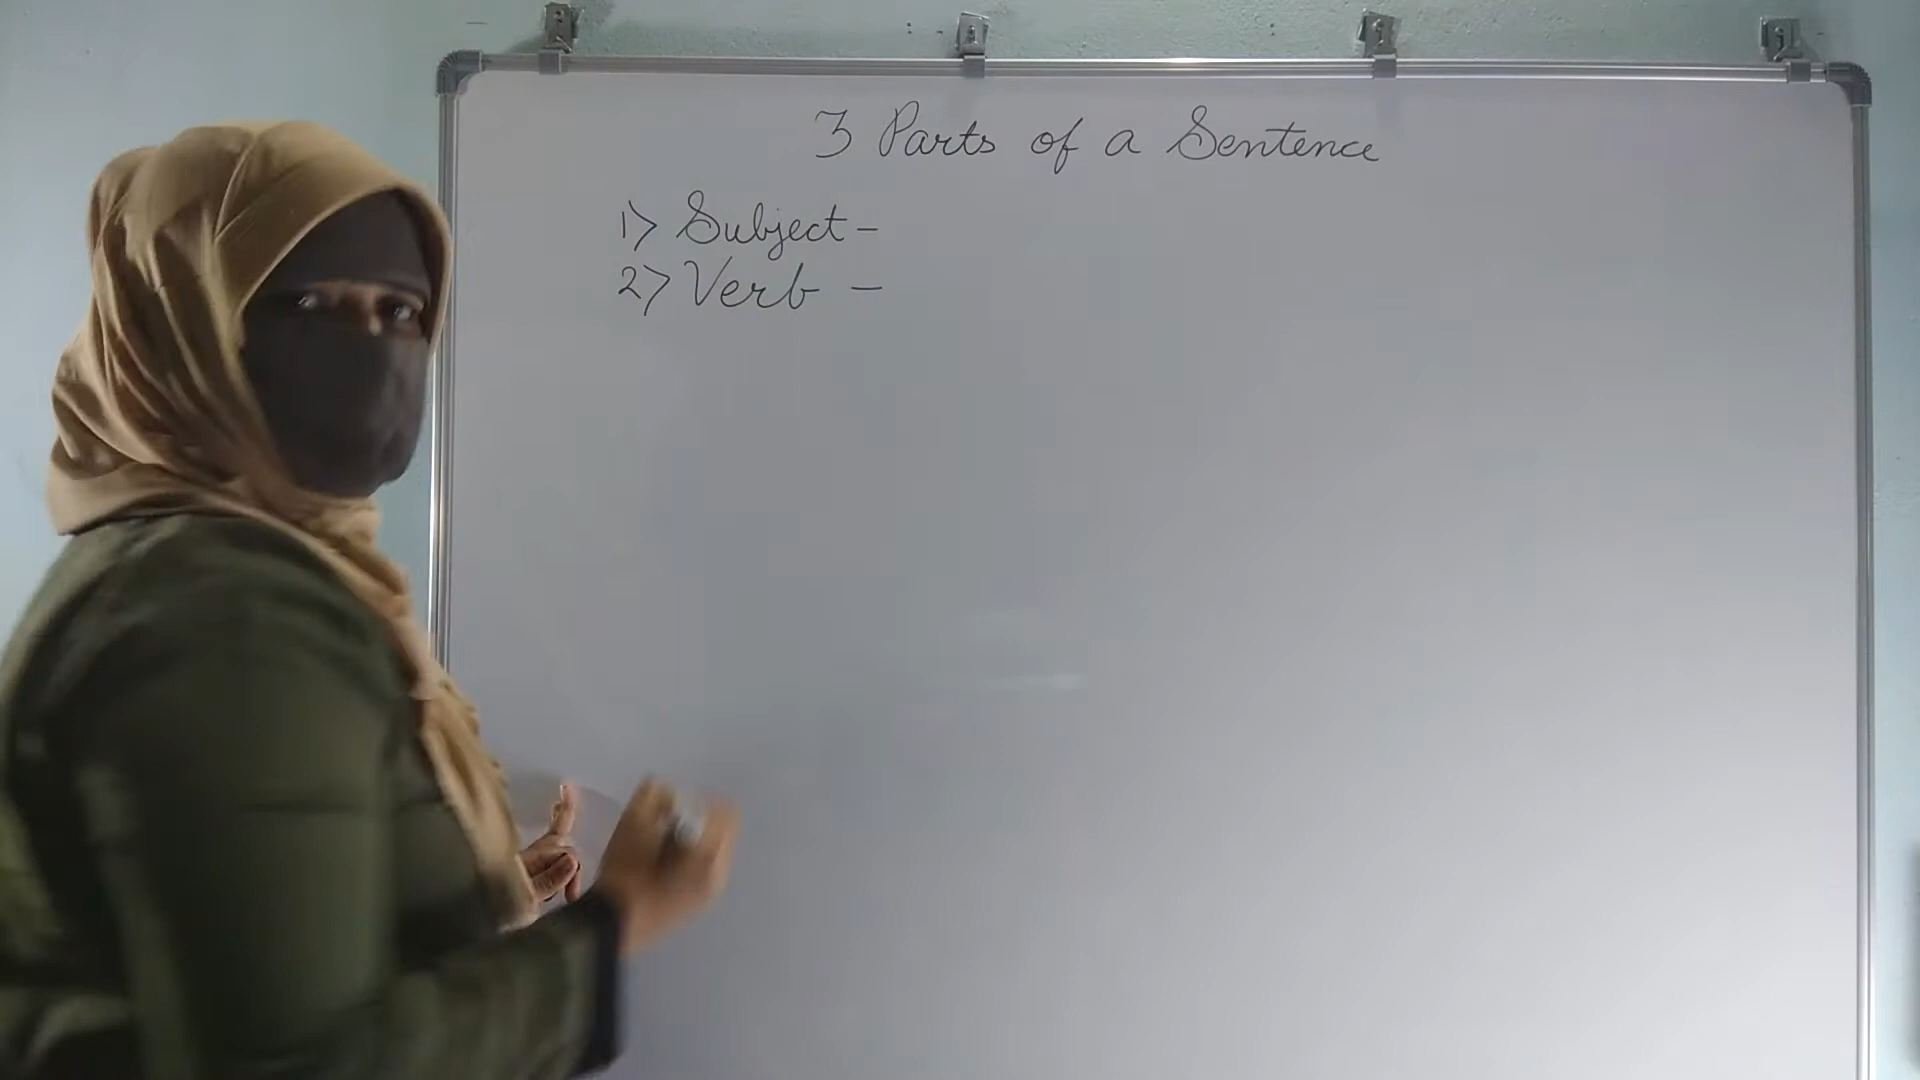 3 Parts of a Sentence
1) Subject -
2) Verb -